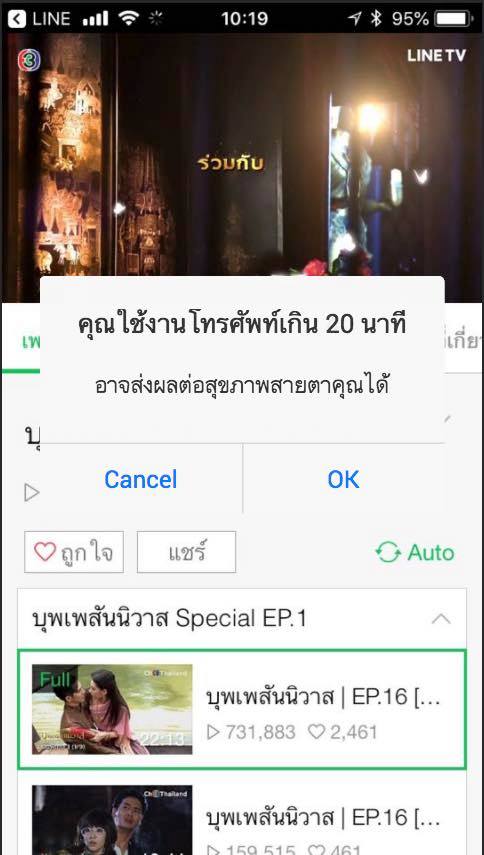 LINE 10:19 95%
3 LINE TV
ร่วมกับ
คุณใช้งานโทรศัพท์เกิน 20 นาที
อาจส่งผลต่อสุขภาพสายตาคุณได้
Cancel OK
ถูกใจ แชร์ Auto
บุพเพสันนิวาส Special EP.1
Full Ch3Thailand
22:13
บุพเพสันนิวาส | EP.16 [...
731,883 2,461
Ch3Thailand
บุพเพสันนิวาส | EP.16 [...
159,515 461